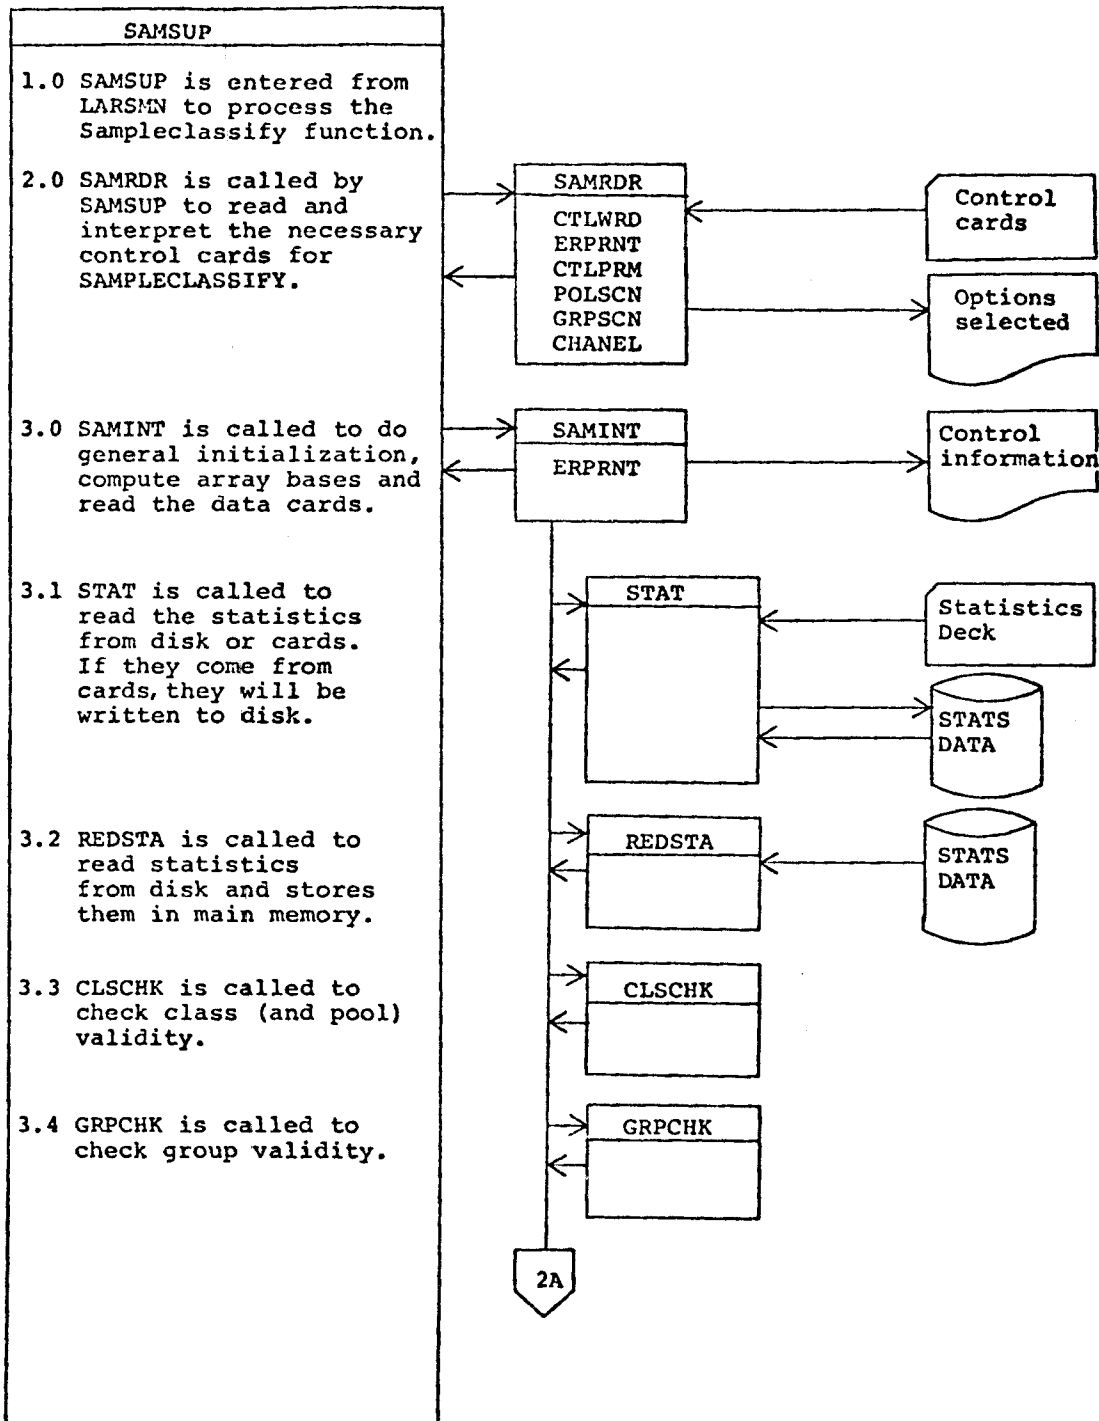 SAMSUP
1.0 SAMSUP is entered from
LARSMN to process the
Sampleclassify function.
2.0 SAMRDR is called by
SAMSUP to read and
interpret the necessary
control cards for
SAMPLECLASSIFY.
SAMRDR
CTLWRD
ERPRNT
CTLPRM
POLSCN
GRPSCN
CHANEL
Control
cards
Options
selected
3.0 SAMINT is called to do
general initialization,
compute array bases and
read the data cards.
SAMINT
ERPRNT
Control
information
3.1 STAT is called to
read the statistics
from disk or cards.
If they come from
cards, they will be
written to disk.
STAT
Statistics
Deck
STATS
DATA
3.2 REDSTA is called to
read statistics
from disk and stores
them in main memory.
REDSTA
STATS
DATA
3.3 CLSCHK is called to
check class (and pool)
validity.
CLSCHK
3.4 GRPCHK is called to
check group validity.
GRPCHK
2A